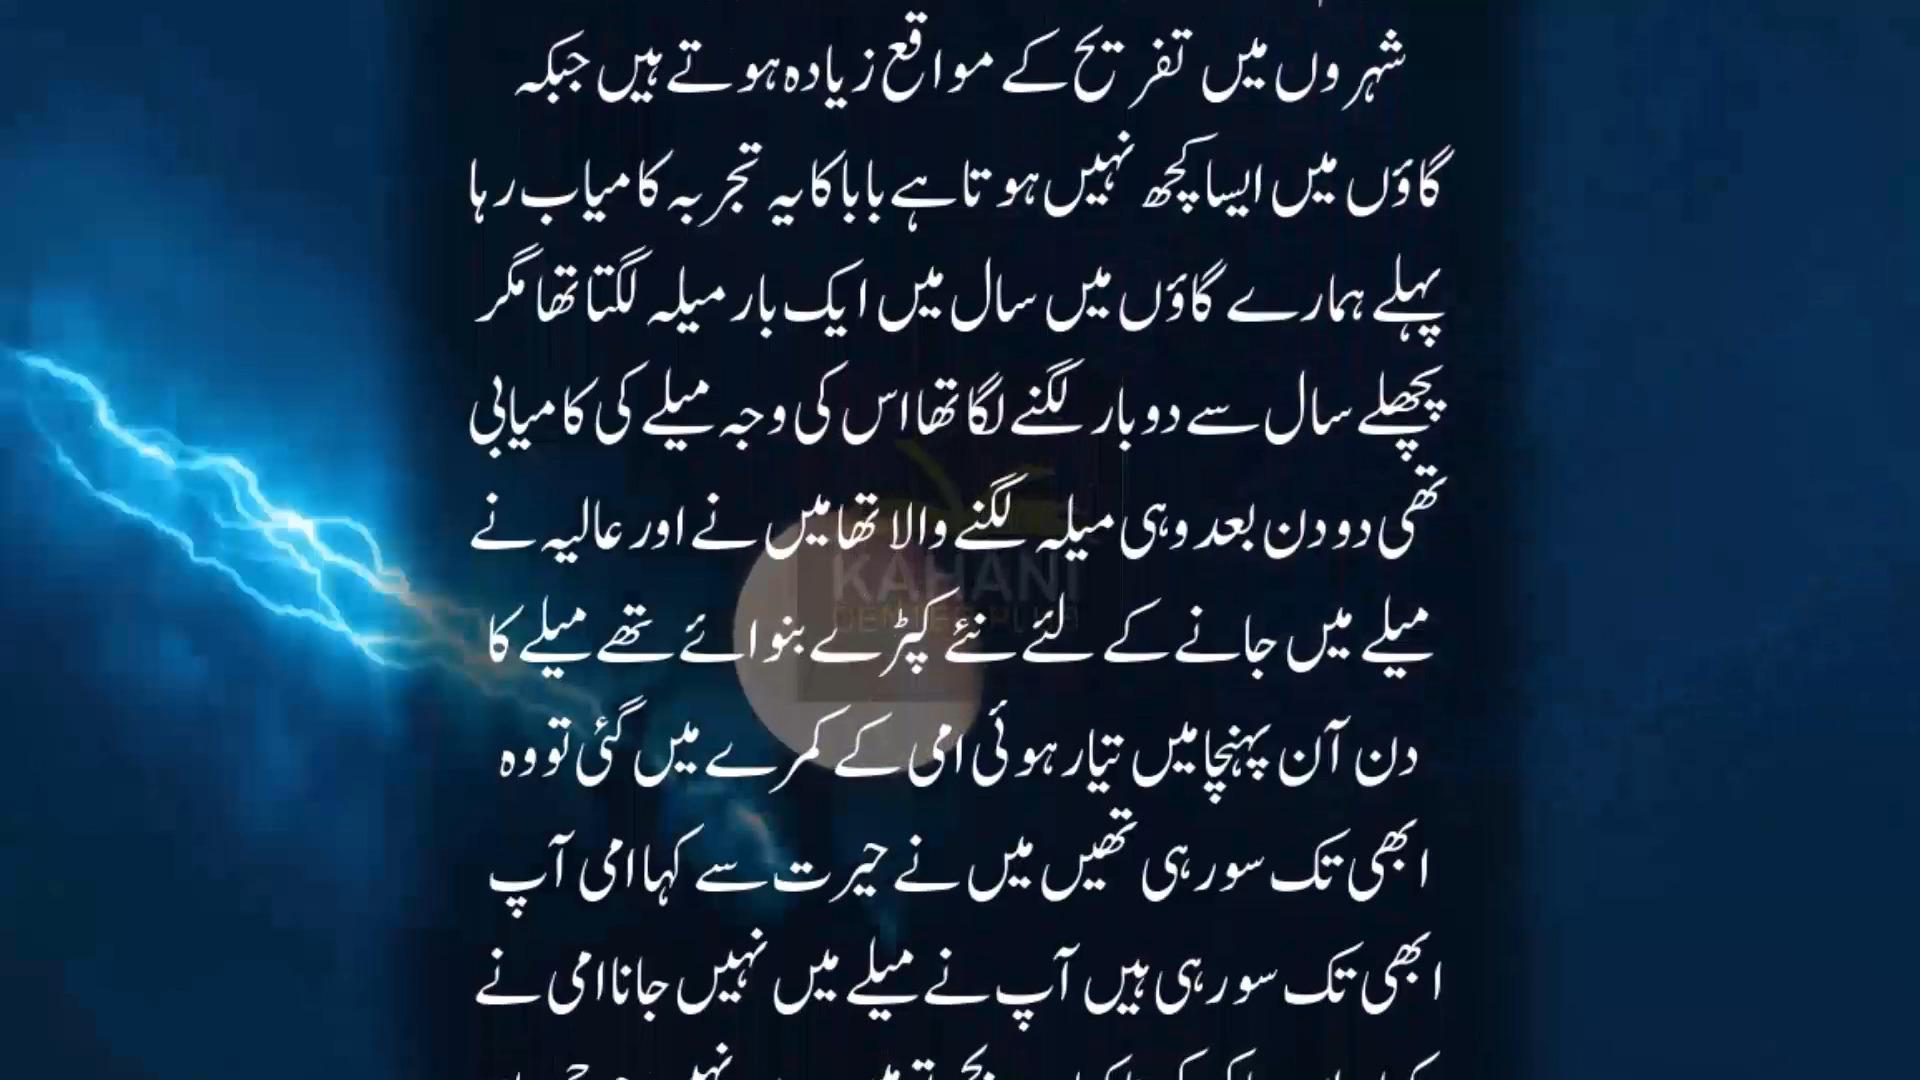 شہروں میں تفریح کے مواقع زیادہ ہوتے ہیں جبکہ
گاؤں میں ایسا کچھ نہیں ہوتا ہے بابا کا یہ تجربہ کامیاب رہا
پہلے ہمارے گاؤں میں سال میں ایک بار میلہ لگتا تھا مگر
پچھلے سال سے دو بار لگنے لگا تھا اس کی وجہ میلے کی کامیابی
تھی دو دن بعد وہی میلہ لگنے والا تھا میں نے اور عالیہ نے
KAHANI
میلے میں جانے کے لئے نئے کپڑے بنوائے تھے میلے کا
دن آن پہنچا میں تیار ہوئی امی کے کمرے میں گئی تو وہ
ابھی تک سو رہی تھیں میں نے حیرت سے کہا امی آپ
ابھی تک سو رہی ہیں آپ نے میلے میں نہیں جانا امی نے